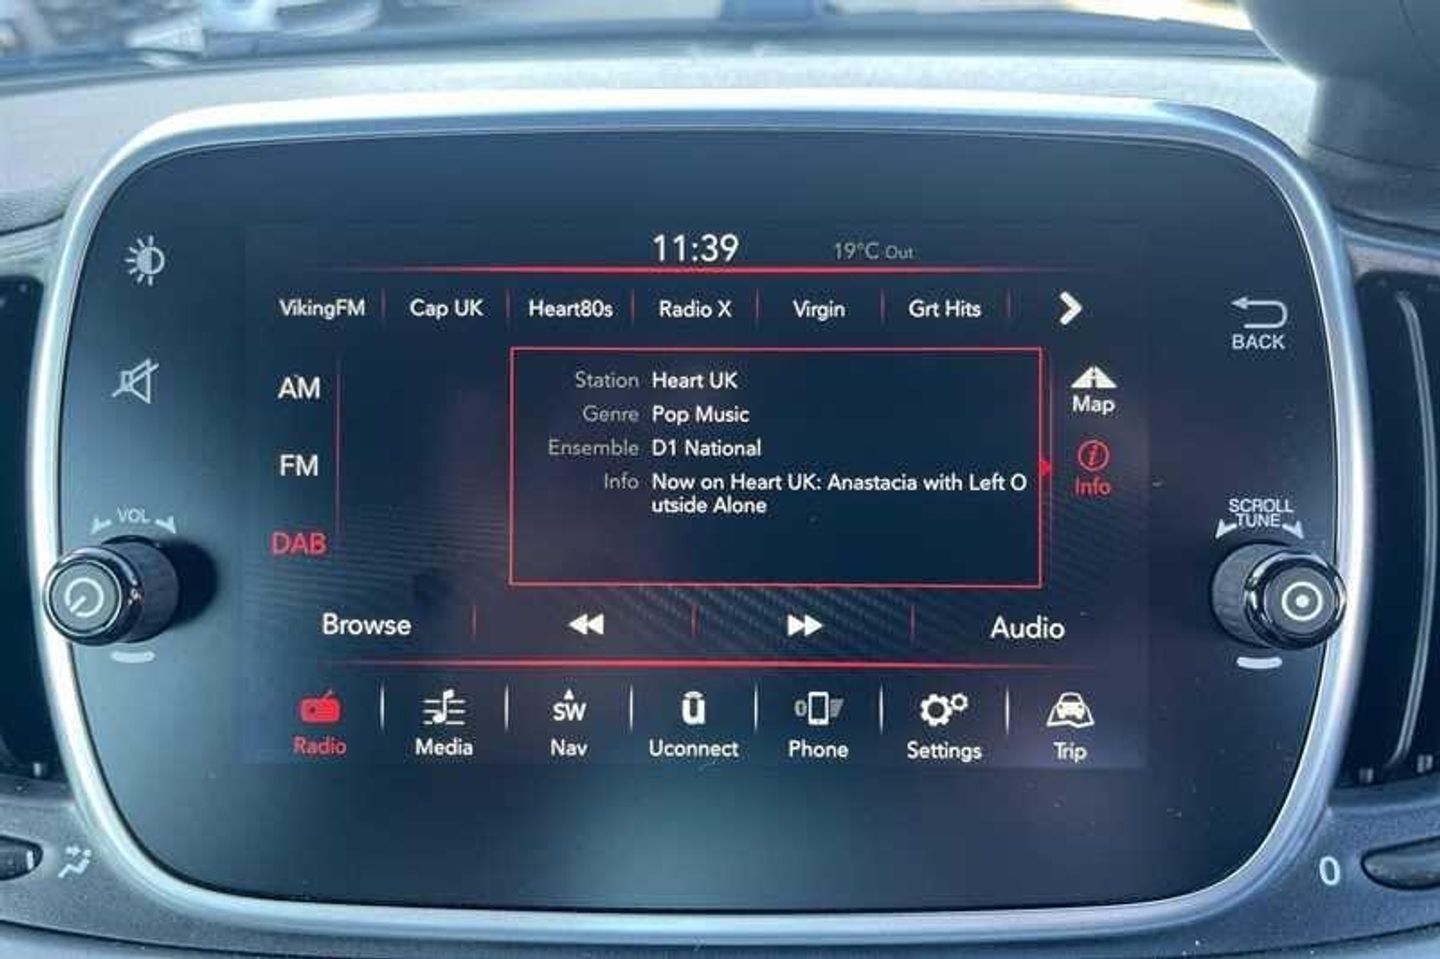 11:39 19°C Out
VikingFM Cap UK Heart80s Radio X Virgin Grt Hits
BACK
AM
FM
DAB
Station Heart UK
Genre Pop Music
Ensemble D1 National
Info Now on Heart UK: Anastacia with Left O
utside Alone
Map
Info
VOL
SCROLL
TUNE
Browse Audio
SW
Radio Media Nav Uconnect Phone Settings Trip
0